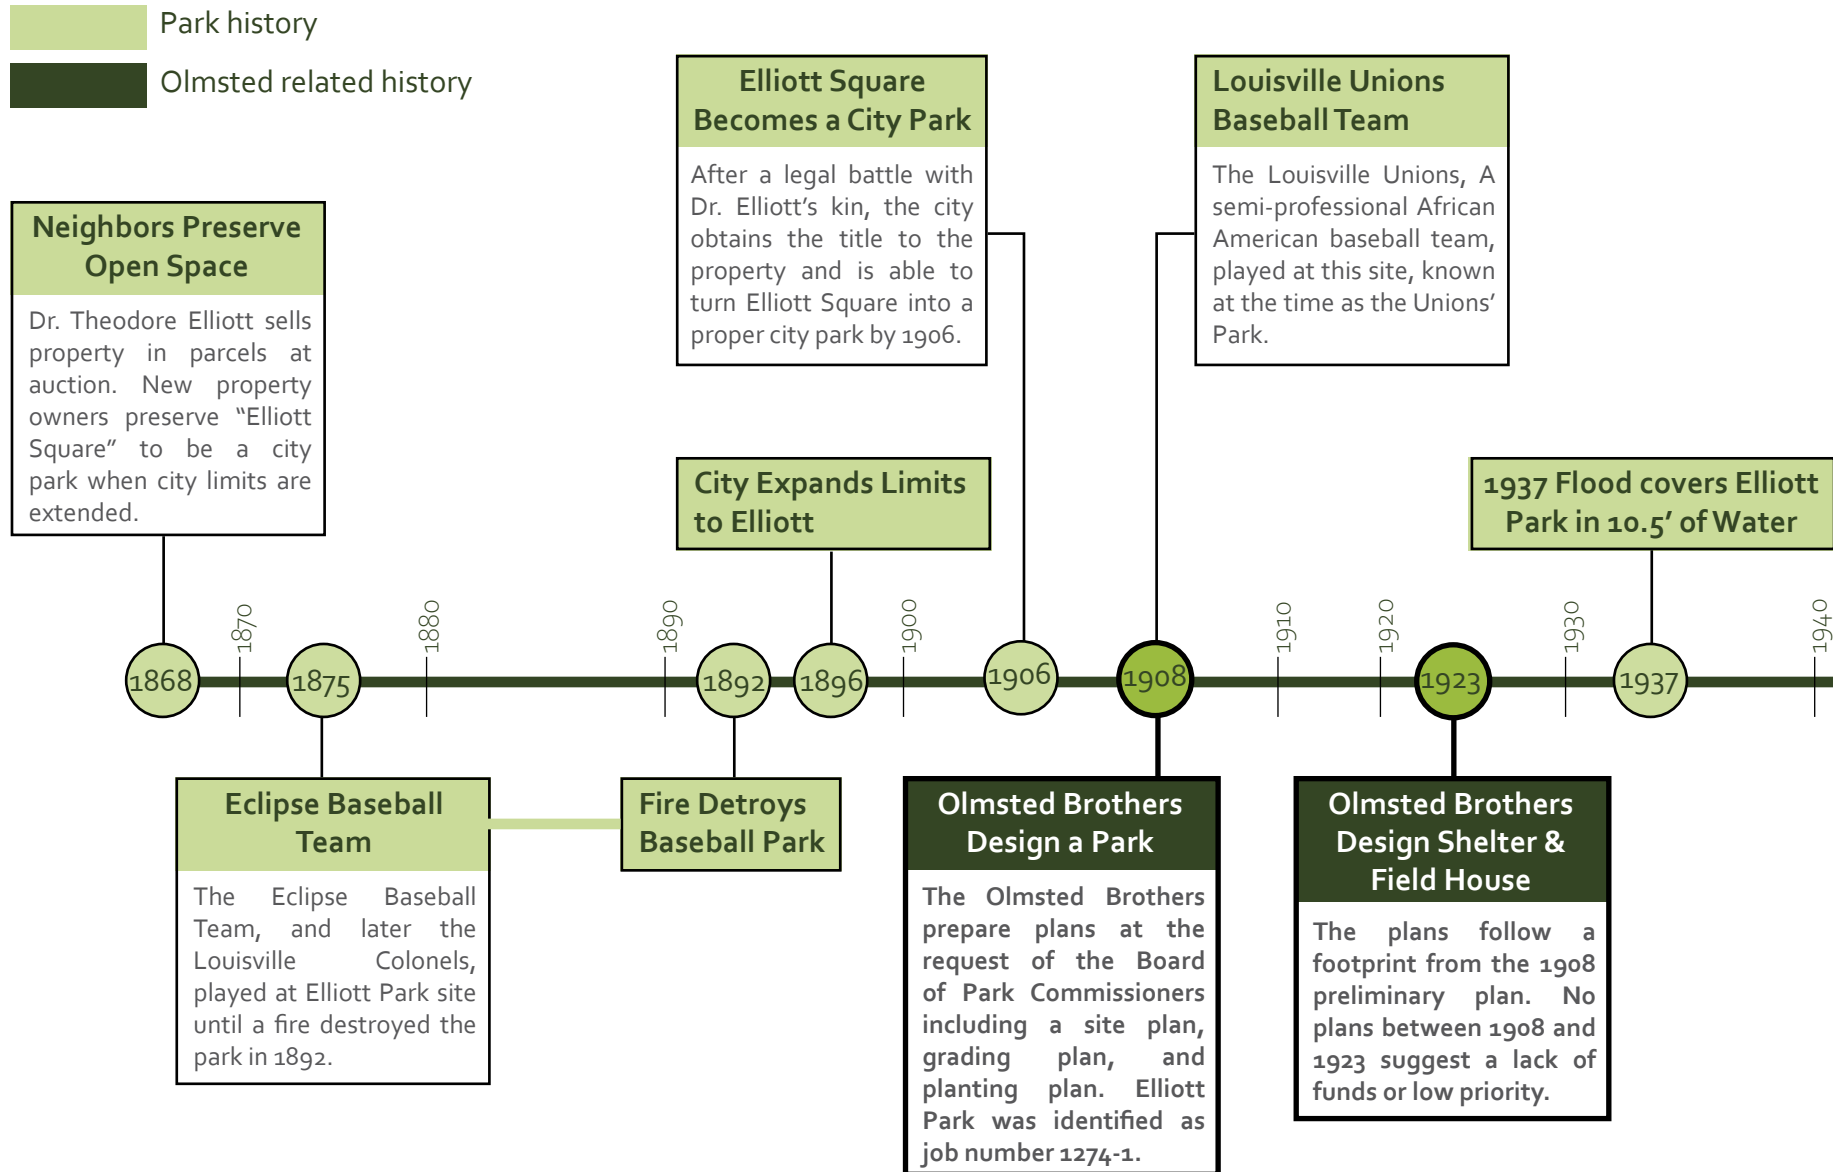 Park history
Olmsted related history
Neighbors Preserve
Open Space
Dr. Theodore Elliott sells
property in parcels at
auction. New property
owners preserve “Elliott
Square” to be a city
park when city limits are
extended.
Elliott Square
Becomes a City Park
After a legal battle with
Dr. Elliott’s kin, the city
obtains the title to the
property and is able to
turn Elliott Square into a
proper city park by 1906.
Louisville Unions
Baseball Team
The Louisville Unions, A
semi-professional African
American baseball team,
played at this site, known
at the time as the Unions’
Park.
City Expands Limits
to Elliott
1937 Flood covers Elliott
Park in 10.5’ of Water
1868
1870
1875
1880
1890
1892
1896
1900
1906
1908
1910
1920
1923
1930
1937
1940
Eclipse Baseball
Team
The Eclipse Baseball
Team, and later the
Louisville Colonels,
played at Elliott Park site
until a fire destroyed the
park in 1892.
Fire Detroys
Baseball Park
Olmsted Brothers
Design a Park
The Olmsted Brothers
prepare plans at the
request of the Board
of Park Commissioners
including a site plan,
grading plan, and
planting plan. Elliott
Park was identified as
job number 1274-1.
Olmsted Brothers
Design Shelter &
Field House
The plans follow a
footprint from the 1908
preliminary plan. No
plans between 1908 and
1923 suggest a lack of
funds or low priority.